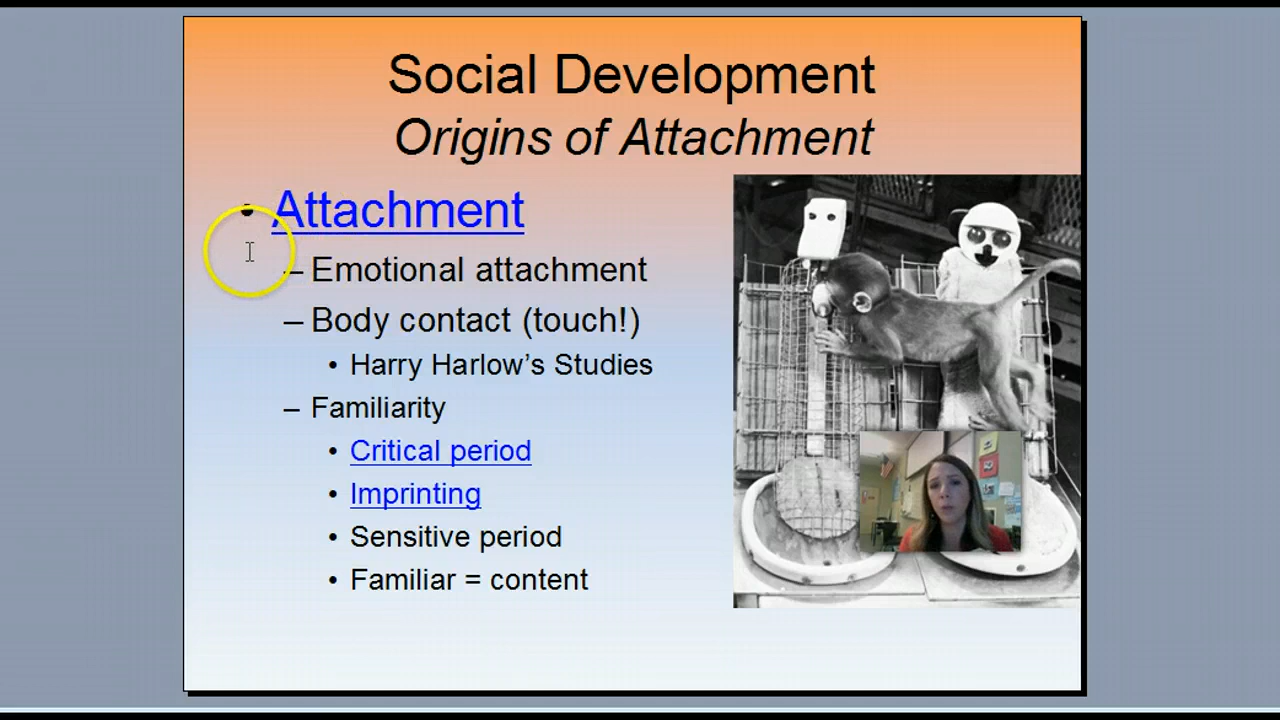 Social Development
Origins of Attachment
• Attachment
– Emotional attachment
– Body contact (touch!)
• Harry Harlow’s Studies
– Familiarity
• Critical period
• Imprinting
• Sensitive period
• Familiar = content